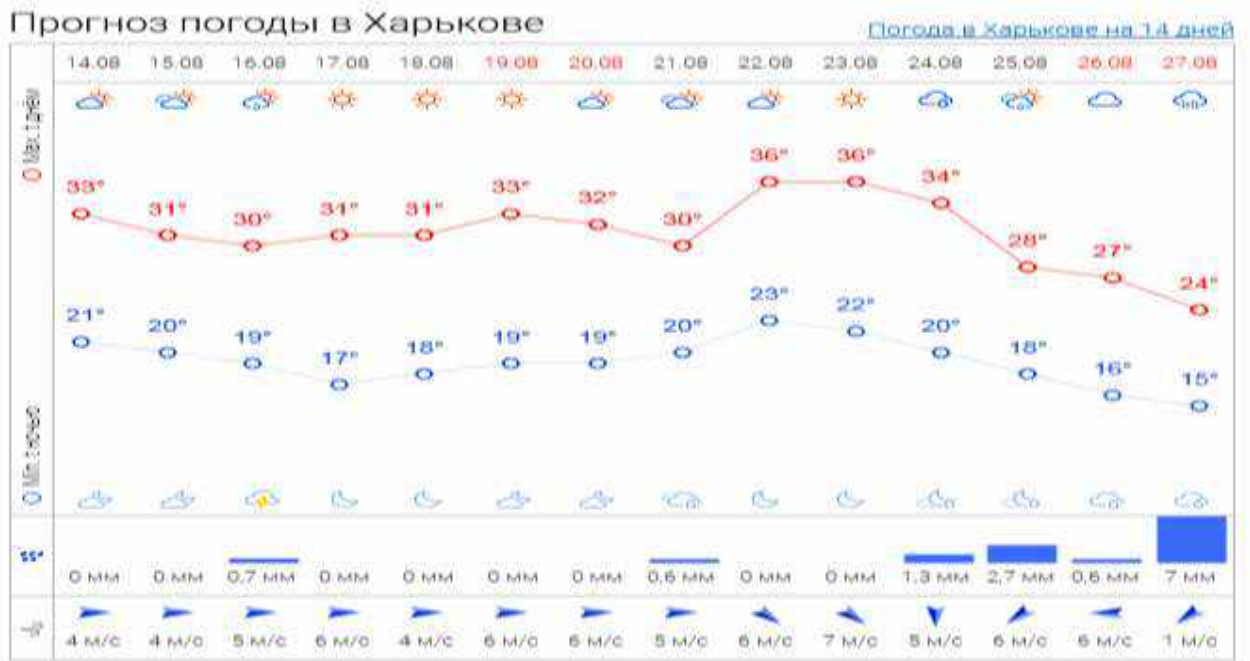 Прогноз погоды в Харькове
Погода в Харькове на 14 дней
14.08 15.08 16.08 17.08 18.08 19.08 20.08 21.08 22.08 23.08 24.08 25.08 26.08 27.08
Max. t днём
33° 31° 30° 31° 31° 33° 32° 30° 36° 36° 34° 28° 27° 24°
21° 20° 19° 17° 18° 19° 19° 20° 23° 22° 20° 18° 16° 15°
Min. t ночью
0 мм 0 мм 0,7 мм 0 мм 0 мм 0 мм 0 мм 0,6 мм 0 мм 0 мм 1,3 мм 2,7 мм 0,6 мм 7 мм
4 м/с 4 м/с 5 м/с 6 м/с 4 м/с 6 м/с 6 м/с 5 м/с 6 м/с 7 м/с 5 м/с 6 м/с 6 м/с 1 м/с